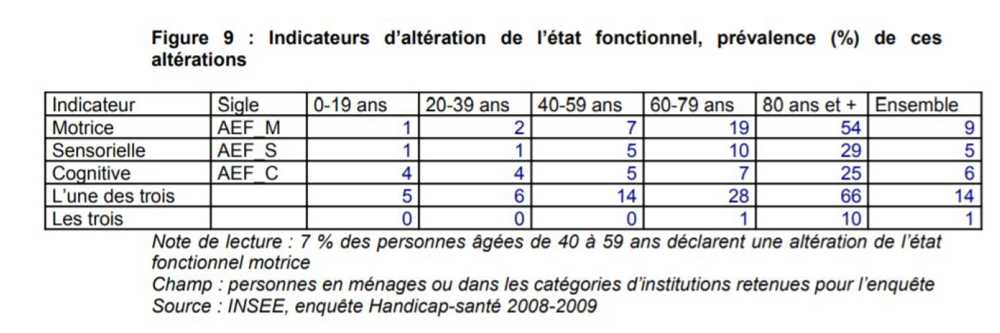 Figure 9 : Indicateurs d'altération de l'état fonctionnel, prévalence (%) de ces
altérations
Indicateur Sigle 0-19 ans 20-39 ans 40-59 ans 60-79 ans 80 ans et + Ensemble
Motrice AEF_M 1 2 7 19 54 9
Sensorielle AEF_S 1 1 5 10 29 5
Cognitive AEF_C 4 4 5 7 25 6
L'une des trois 5 6 14 28 66 14
Les trois 0 0 0 1 10 1
Note de lecture : 7 % des personnes âgées de 40 à 59 ans déclarent une altération de l'état
fonctionnel motrice
Champ : personnes en ménages ou dans les catégories d'institutions retenues pour l'enquête
Source : INSEE, enquête Handicap-santé 2008-2009